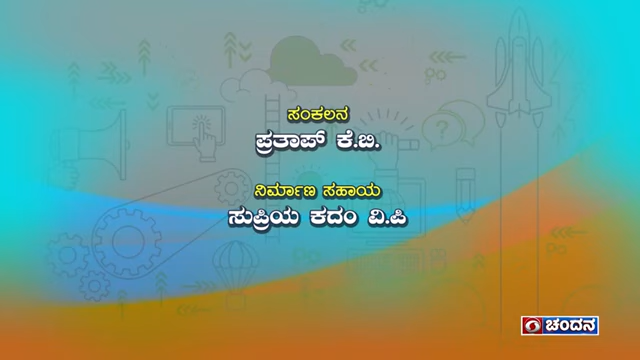 ಸಂಕಲನ
ಪ್ರತಾಪ್ ಕೆ.ಬಿ.
ನಿರ್ಮಾಣ ಸಹಾಯ
ಸುಪ್ರಿಯ ಕದಂ ವಿ.ಪಿ
ಚಂದನ